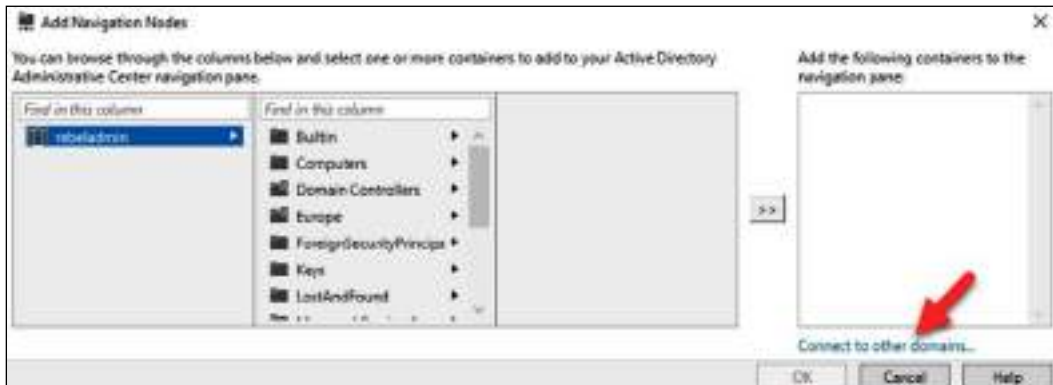 Add Navigation Nodes
You can browse through the columns below and select one or more containers to add to your Active Directory
Administrative Center navigation pane.
Add the following containers to the
navigation pane:
Find in this column
Find in this column
rebeladmin
Builtin
Computers
Domain Controllers
Europe
ForeignSecurityPrincipa
Keys
LostAndFound
>>
Connect to other domains...
OK
Cancel
Help